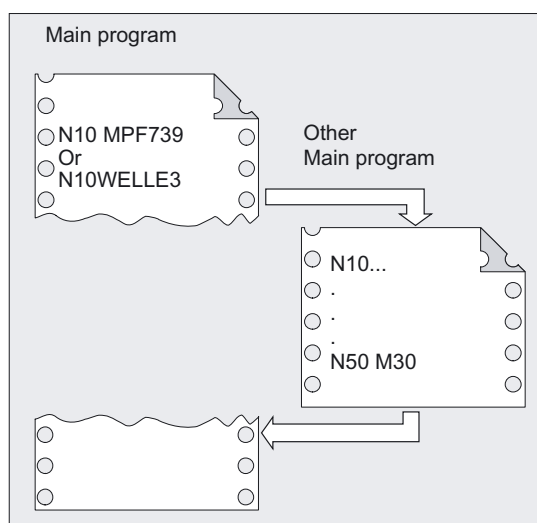 Main program
N10 MPF739
Or
N10WELLE3
Other
Main program
N10...
.
.
.
N50 M30